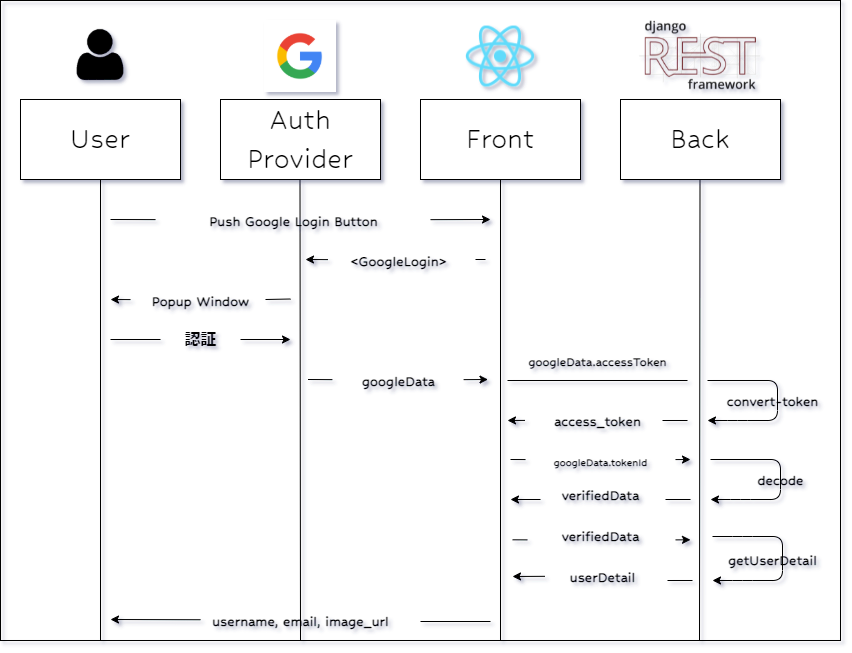 django
REST
framework
User
Auth
Provider
Front
Back
Push Google Login Button
<GoogleLogin>
Popup Window
認証
googleData
googleData.accessToken
convert-token
access_token
googleData.tokenId
decode
verifiedData
verifiedData
getUserDetail
userDetail
username, email, image_url